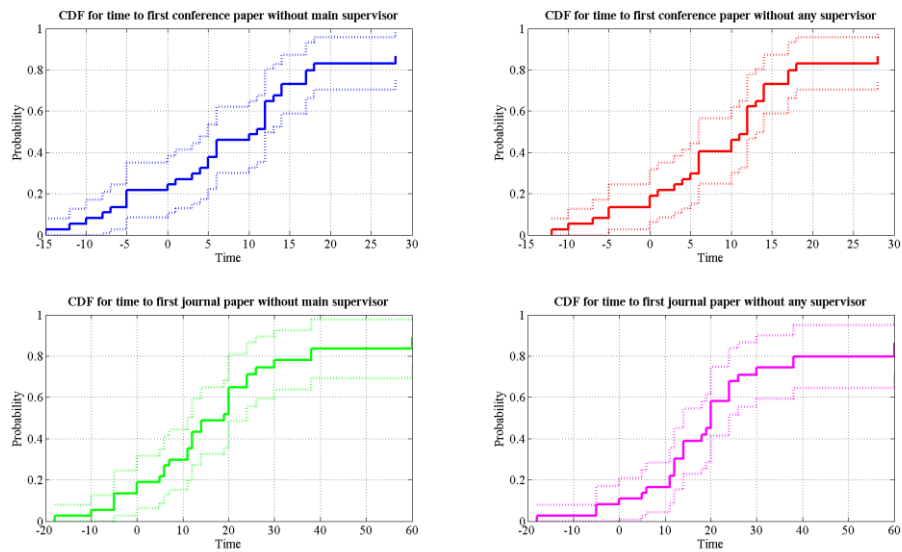 CDF for time to first conference paper without main supervisor
1
0.8
0.6
0.4
0.2
0
Probability
-15 -10 -5 0 5 10 15 20 25 30
Time
CDF for time to first conference paper without any supervisor
1
0.8
0.6
0.4
0.2
0
Probability
-15 -10 -5 0 5 10 15 20 25 30
Time
CDF for time to first journal paper without main supervisor
1
0.8
0.6
0.4
0.2
0
Probability
-20 -10 0 10 20 30 40 50 60
Time
CDF for time to first journal paper without any supervisor
1
0.8
0.6
0.4
0.2
0
Probability
-20 -10 0 10 20 30 40 50 60
Time